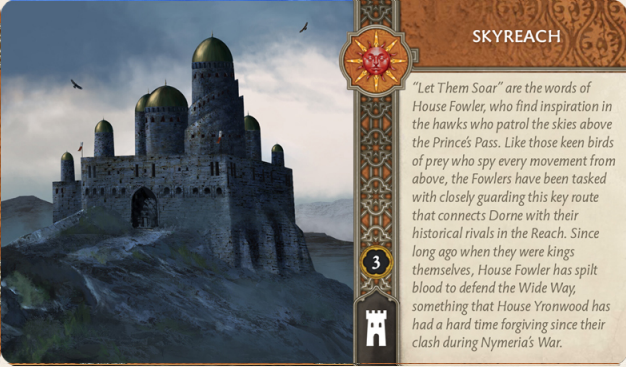 SKYREACH
“Let Them Soar” are the words of
House Fowler, who find inspiration in
the hawks who patrol the skies above
the Prince’s Pass. Like those keen birds
of prey who spy every movement from
above, the Fowlers have been tasked
with closely guarding this key route
that connects Dorne with their
historical rivals in the Reach. Since
long ago when they were kings
themselves, House Fowler has spilt
blood to defend the Wide Way,
something that House Yronwood has
had a hard time forgiving since their
clash during Nymeria’s War.
3